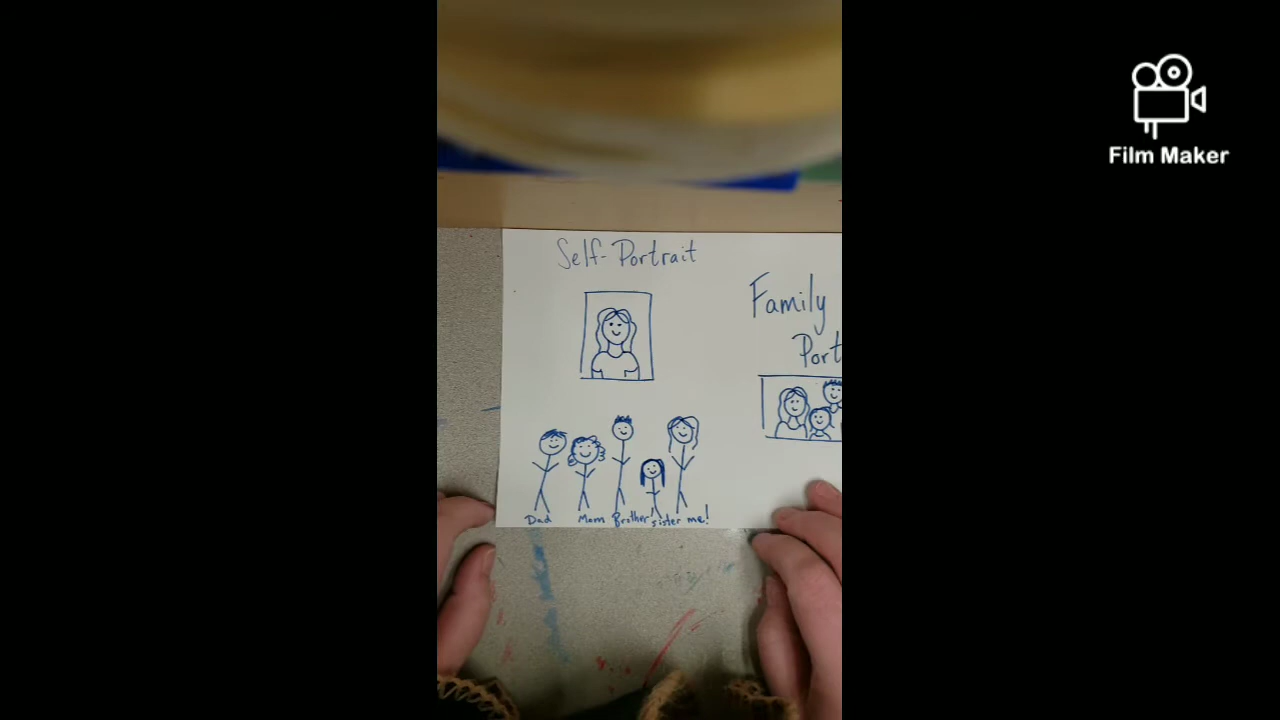 Film Maker
Self-Portrait
Family
Port
Dad Mom Brother sister me!